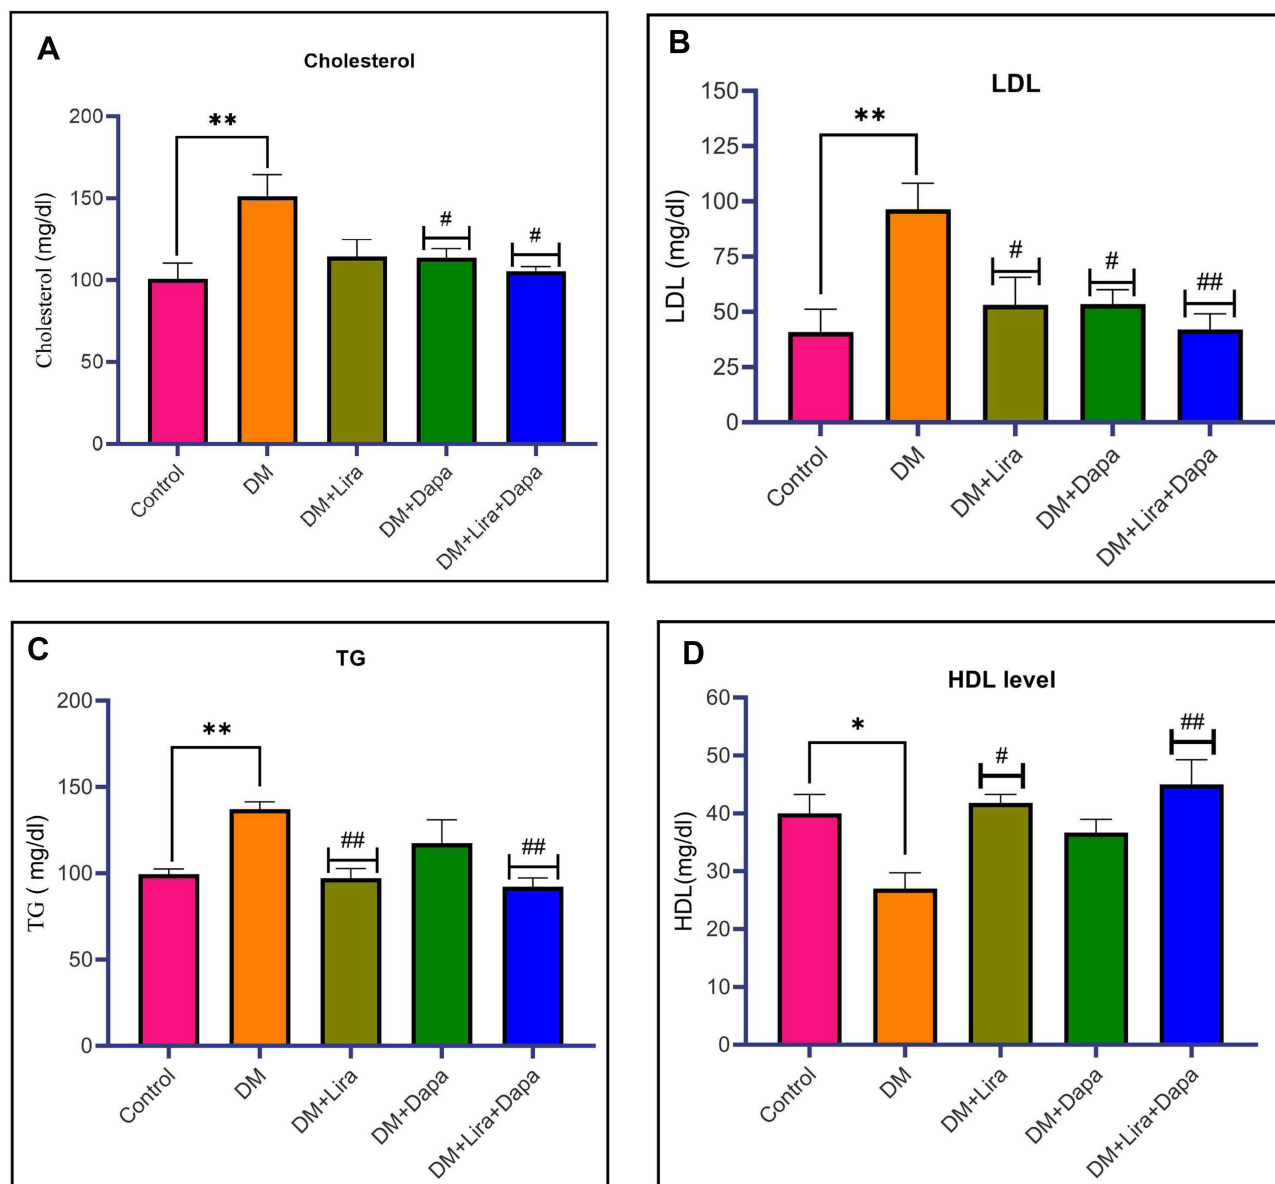 A
Cholesterol
Cholesterol (mg/dl)
200
150
100
50
0
**
#
#
Control
DM
DM+Lira
DM+Dapa
DM+Lira+Dapa
B
LDL
LDL (mg/dl)
150
125
100
75
50
25
0
**
#
#
##
Control
DM
DM+Lira
DM+Dapa
DM+Lira+Dapa
C
TG
TG ( mg/dl)
200
150
100
50
0
**
##
##
Control
DM
DM+Lira
DM+Dapa
DM+Lira+Dapa
D
HDL level
HDL(mg/dl)
60
50
40
30
20
10
0
*
#
##
Control
DM
DM+Lira
DM+Dapa
DM+Lira+Dapa